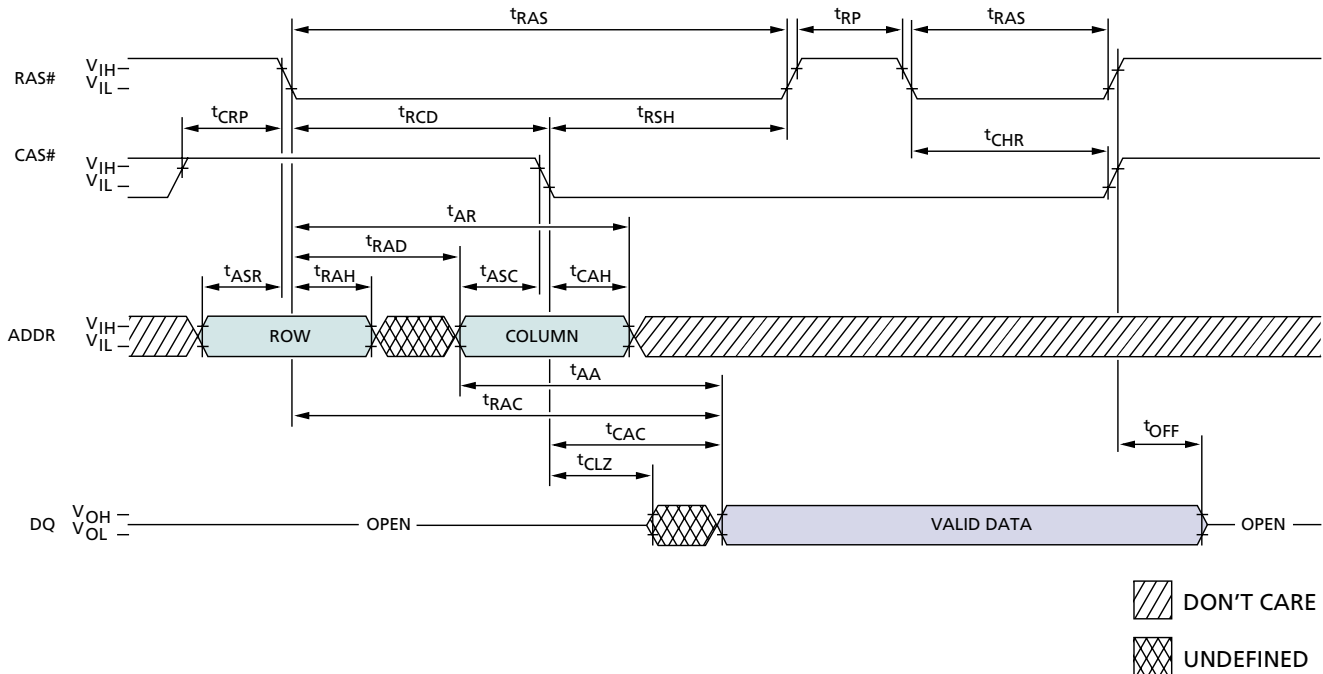 tRAS tRP tRAS
RAS# VIH
VIL
tCRP tRCD tRSH
tCHR
CAS# VIH
VIL
tAR
tRAD
tASR tRAH tASC tCAH
ADDR VIH
VIL ROW COLUMN
tAA
tRAC
tCAC tOFF
tCLZ
DQ VOH
VOL OPEN VALID DATA OPEN
DON'T CARE
UNDEFINED